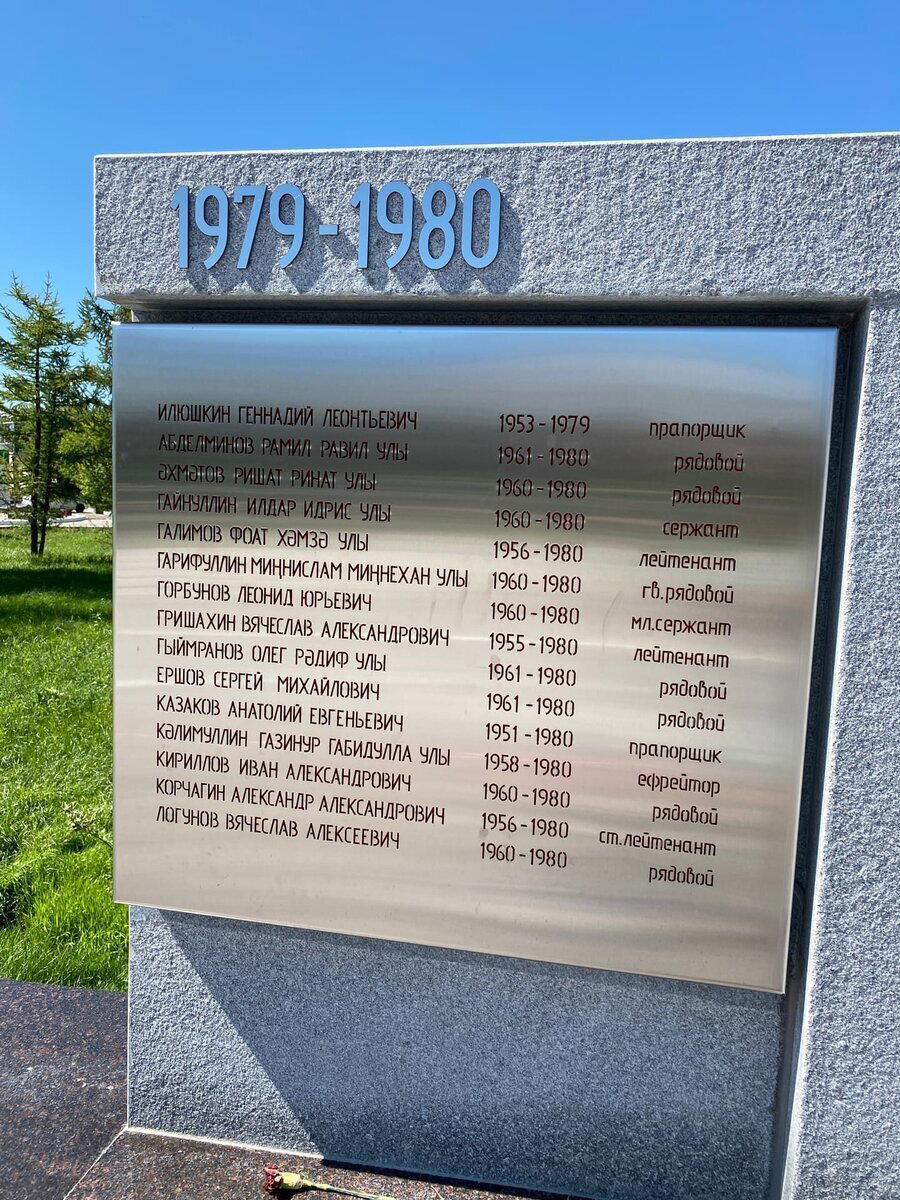 1979-1980
ИЛЮШКИН ГЕННАДИЙ ЛЕОНТЬЕВИЧ 1953-1979 прапорщик
АБДЕЛМИНОВ РАМИЛ РАВИЛ УЛЫ 1961-1980 рядовой
ӘХМӘТОВ РИШАТ РИНАТ УЛЫ 1960-1980 рядовой
ГАЙНУЛЛИН ИЛДАР ИДРИС УЛЫ 1960-1980 сержант
ГАЛИМОВ ФОАТ ХӘМЗӘ УЛЫ 1956-1980 лейтенант
ГАРИФУЛЛИН МИҢНИСЛАМ МИҢНЕХАН УЛЫ 1960-1980 гв.рядовой
ГОРБУНОВ ЛЕОНИД ЮРЬЕВИЧ 1960-1980 мл.сержант
ГРИШАХИН ВЯЧЕСЛАВ АЛЕКСАНДРОВИЧ 1955-1980 лейтенант
ГЫЙМРАНОВ ОЛЕГ РӘДИФ УЛЫ 1961-1980 рядовой
ЕРШОВ СЕРГЕЙ МИХАЙЛОВИЧ 1961-1980 рядовой
КАЗАКОВ АНАТОЛИЙ ЕВГЕНЬЕВИЧ 1951-1980 прапорщик
КӘЛИМУЛЛИН ГАЗИНУР ГАБИДУЛЛА УЛЫ 1958-1980 ефрейтор
КИРИЛЛОВ ИВАН АЛЕКСАНДРОВИЧ 1960-1980 рядовой
КОРЧАГИН АЛЕКСАНДР АЛЕКСАНДРОВИЧ 1956-1980 ст.лейтенант
ЛОГУНОВ ВЯЧЕСЛАВ АЛЕКСЕЕВИЧ 1960-1980 рядовой